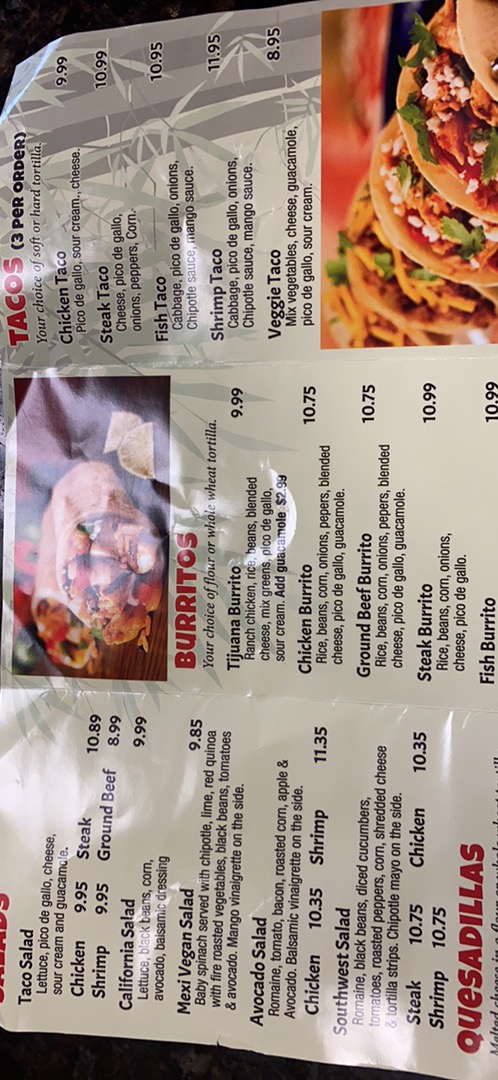 Taco Salad
Lettuce, pico de gallo, cheese,
sour cream and guacamole.
Chicken 9.95 Steak 10.89
Shrimp 9.95 Ground Beef 8.99
California Salad 9.99
Lettuce, black beans, corn,
avocado, balsamic dressing
Mexi Vegan Salad 9.85
Baby spinach served with chipotle, lime, red quinoa
with fire roasted vegetables, black beans, tomatoes
& avocado. Mango vinaigrette on the side.
Avocado Salad
Romaine, tomato, bacon, roasted corn, apple &
Avocado. Balsamic vinaigrette on the side.
Chicken 10.35 Shrimp 11.35
Southwest Salad
Romaine, black beans, diced cucumbers,
tomatoes, roasted peppers, corn, shredded cheese
& tortilla strips. Chipotle mayo on the side.
Steak 10.75 Chicken 10.35
Shrimp 10.75
QUESADILLAS
BURRITOS
Your choice of flour or whole wheat tortilla.
Tijuana Burrito 9.99
Ranch chicken, rice, beans, blended
cheese, mix greens, pico de gallo,
sour cream. Add guacamole $2.99
Chicken Burrito 10.75
Rice, beans, corn, onions, pepers, blended
cheese, pico de gallo, guacamole.
Ground Beef Burrito 10.75
Rice, beans, corn, onions, pepers, blended
cheese, pico de gallo, guacamole.
Steak Burrito 10.99
Rice, beans, corn, onions,
cheese, pico de gallo.
Fish Burrito 10.99
TACOS (3 PER ORDER)
Your choice of soft or hard tortilla.
Chicken Taco 9.99
Pico de gallo, sour cream, cheese.
Steak Taco 10.99
Cheese, pico de gallo,
onions, peppers, Corn.
Fish Taco 10.95
Cabbage, pico de gallo, onions,
Chipotle sauce, mango sauce.
Shrimp Taco 11.95
Cabbage, pico de gallo, onions,
Chipotle sauce, mango sauce.
Veggie Taco 8.95
Mix vegetables, cheese, guacamole,
pico de gallo, sour cream.